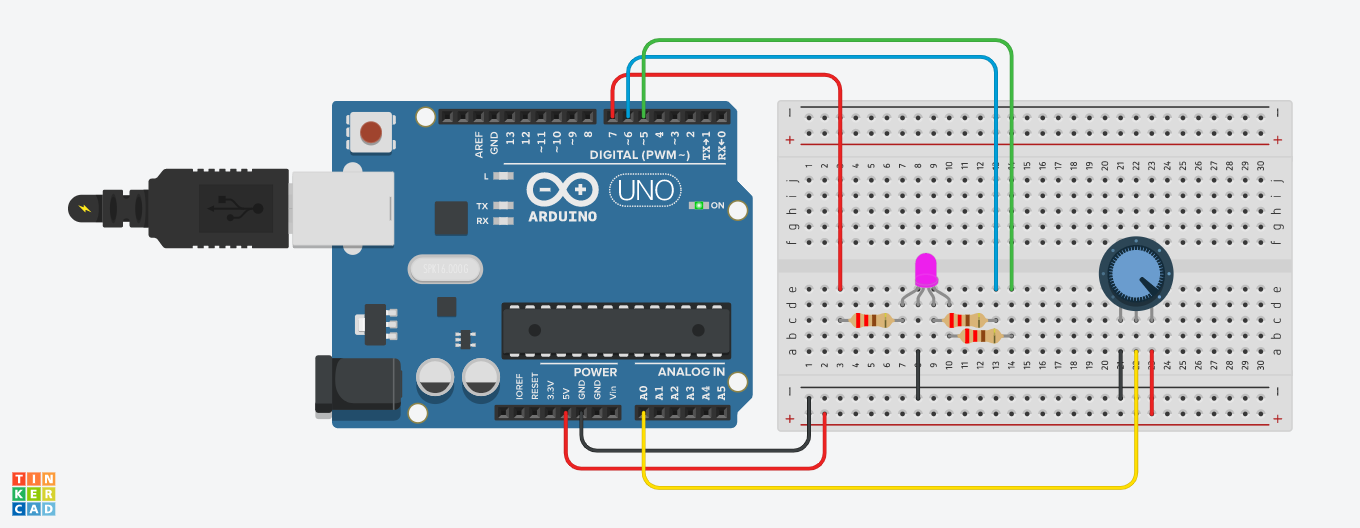 AREF
GND
13
12
~11
~10
~9
8
7
~6
~5
4
~3
2
TX→1
RX←0
DIGITAL (PWM~)
L
TX
RX
ARDUINO
UNO
ON
SPK16.000G
IOREF
RESET
3.3V
5V
GND
GND
Vin
POWER
ANALOG IN
A0
A1
A2
A3
A4
A5
1 2 3 4 5 6 7 8 9 10 11 12 13 14 15 16 17 18 19 20 21 22 23 24 25 26 27 28 29 30
j j
i i
h h
g g
f f
e e
d d
c c
b b
a a
1 2 3 4 5 6 7 8 9 10 11 12 13 14 15 16 17 18 19 20 21 22 23 24 25 26 27 28 29 30
TIN
KER
CAD